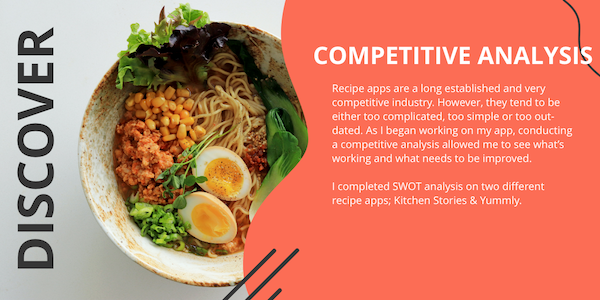 DISCOVER
COMPETITIVE ANALYSIS
Recipe apps are a long established and very
competitive industry. However, they tend to be
either too complicated, too simple or too out-
dated. As I began working on my app, conducting
a competitive analysis allowed me to see what's
working and what needs to be improved.
I completed SWOT analysis on two different
recipe apps; Kitchen Stories & Yummly.